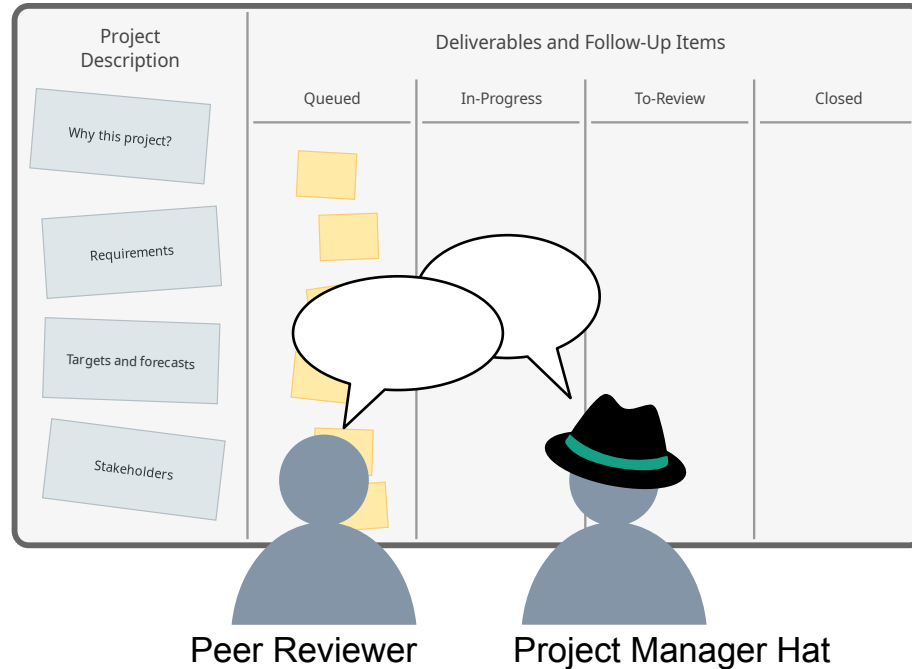 Project
Description
Deliverables and Follow-Up Items
Queued
In-Progress
To-Review
Closed
Why this project?
Requirements
Targets and forecasts
Stakeholders
Peer Reviewer
Project Manager Hat